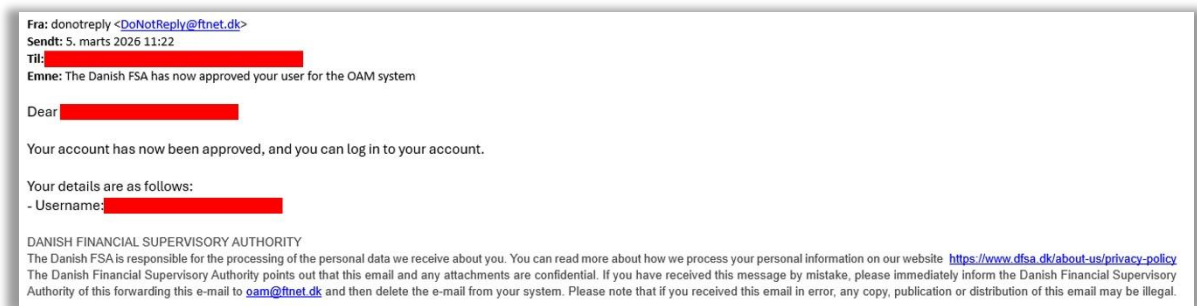 Fra: donotreply <DoNotReply@ftnet.dk>
Sendt: 5. marts 2026 11:22
Til:
Emne: The Danish FSA has now approved your user for the OAM system
Dear
Your account has now been approved, and you can log in to your account.
Your details are as follows:
- Username:
DANISH FINANCIAL SUPERVISORY AUTHORITY
The Danish FSA is responsible for the processing of the personal data we receive about you. You can read more about how we process your personal information on our website https://www.dfsa.dk/about-us/privacy-policy
The Danish Financial Supervisory Authority points out that this email and any attachments are confidential. If you have received this message by mistake, please immediately inform the Danish Financial Supervisory
Authority of this forwarding this e-mail to oam@ftnet.dk and then delete the e-mail from your system. Please note that if you received this email in error, any copy, publication or distribution of this email may be illegal.